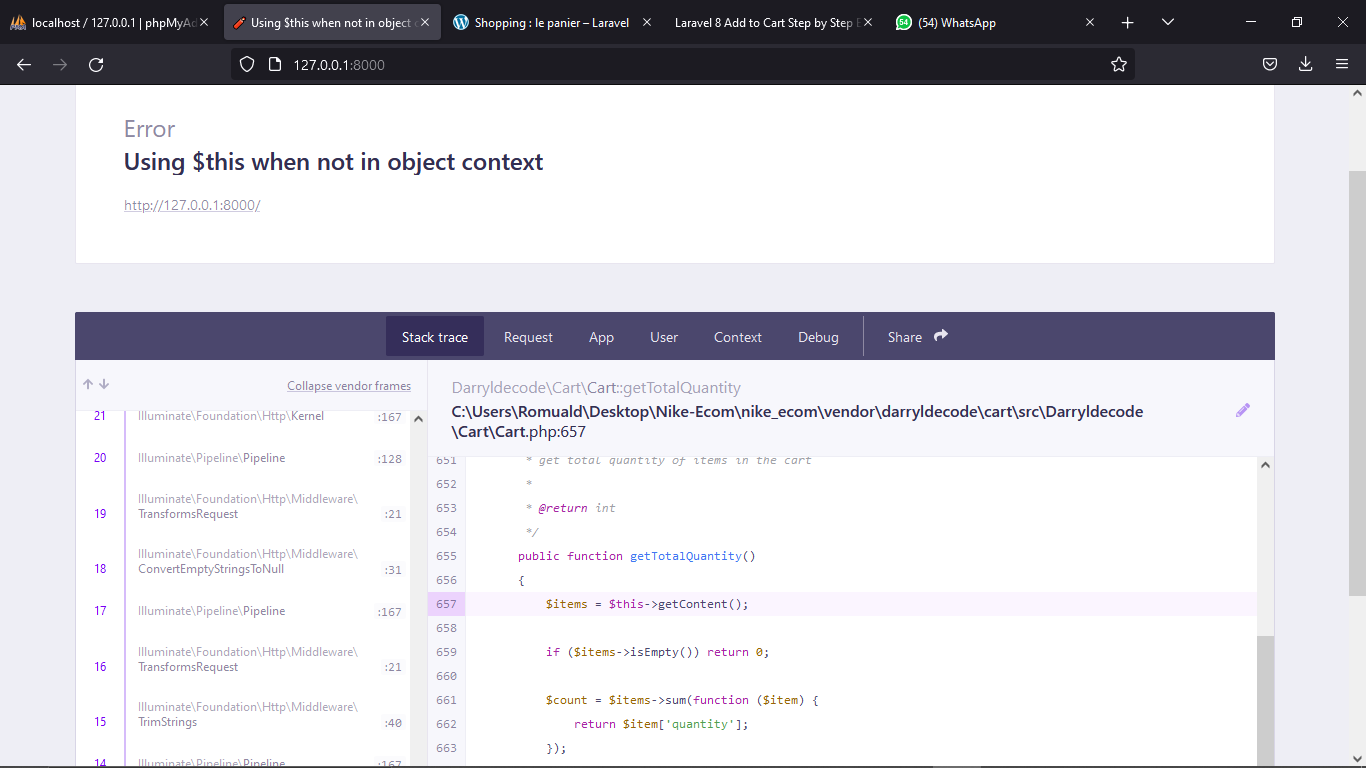 localhost / 127.0.0.1 | phpMyAd
Using $this when not in object c
Shopping : le panier – Laravel
Laravel 8 Add to Cart Step by Step E
54
(54) WhatsApp
127.0.0.1:8000
Error
Using $this when not in object context
http://127.0.0.1:8000/
Stack trace
Request
App
User
Context
Debug
Share
Collapse vendor frames
21 Illuminate\Foundation\Http\Kernel :167
20 Illuminate\Pipeline\Pipeline :128
Illuminate\Foundation\Http\Middleware\
19 TransformsRequest :21
Illuminate\Foundation\Http\Middleware\
18 ConvertEmptyStringsToNull :31
17 Illuminate\Pipeline\Pipeline :167
Illuminate\Foundation\Http\Middleware\
16 TransformsRequest :21
Illuminate\Foundation\Http\Middleware\
15 TrimStrings :40
14 Illuminate\Pipeline\Pipeline :167
Darryldecode\Cart\Cart::getTotalQuantity
C:\Users\Romuald\Desktop\Nike-Ecom\nike_ecom\vendor\darryldecode\cart\src\Darryldecode
\Cart\Cart.php:657
651 * get total quantity of items in the cart
652 *
653 * @return int
654 */
655 public function getTotalQuantity()
656 {
657 $items = $this->getContent();
658
659 if ($items->isEmpty()) return 0;
660
661 $count = $items->sum(function ($item) {
662 return $item['quantity'];
663 });